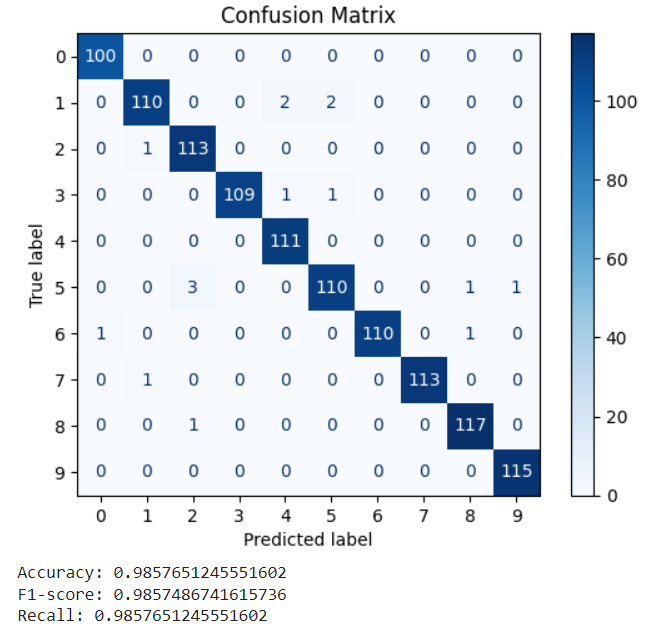 Confusion Matrix
0 100 0 0 0 0 0 0 0 0 0
1 0 110 0 0 2 2 0 0 0 0
2 0 1 113 0 0 0 0 0 0 0
3 0 0 0 109 1 1 0 0 0 0
4 0 0 0 0 111 0 0 0 0 0
5 0 0 3 0 0 110 0 0 1 1
6 1 0 0 0 0 0 110 0 1 0
7 0 1 0 0 0 0 0 113 0 0
8 0 0 1 0 0 0 0 0 117 0
9 0 0 0 0 0 0 0 0 0 115
0 1 2 3 4 5 6 7 8 9
True label
Predicted label
100
80
60
40
20
0
Accuracy: 0.9857651245551602
F1-score: 0.9857486741615736
Recall: 0.9857651245551602